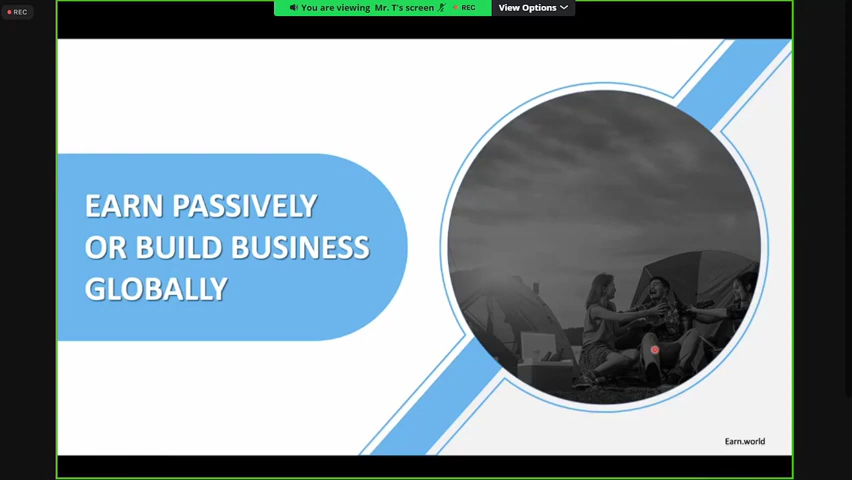 REC
You are viewing Mr. T's screen REC View Options
EARN PASSIVELY
OR BUILD BUSINESS
GLOBALLY
Earn.world